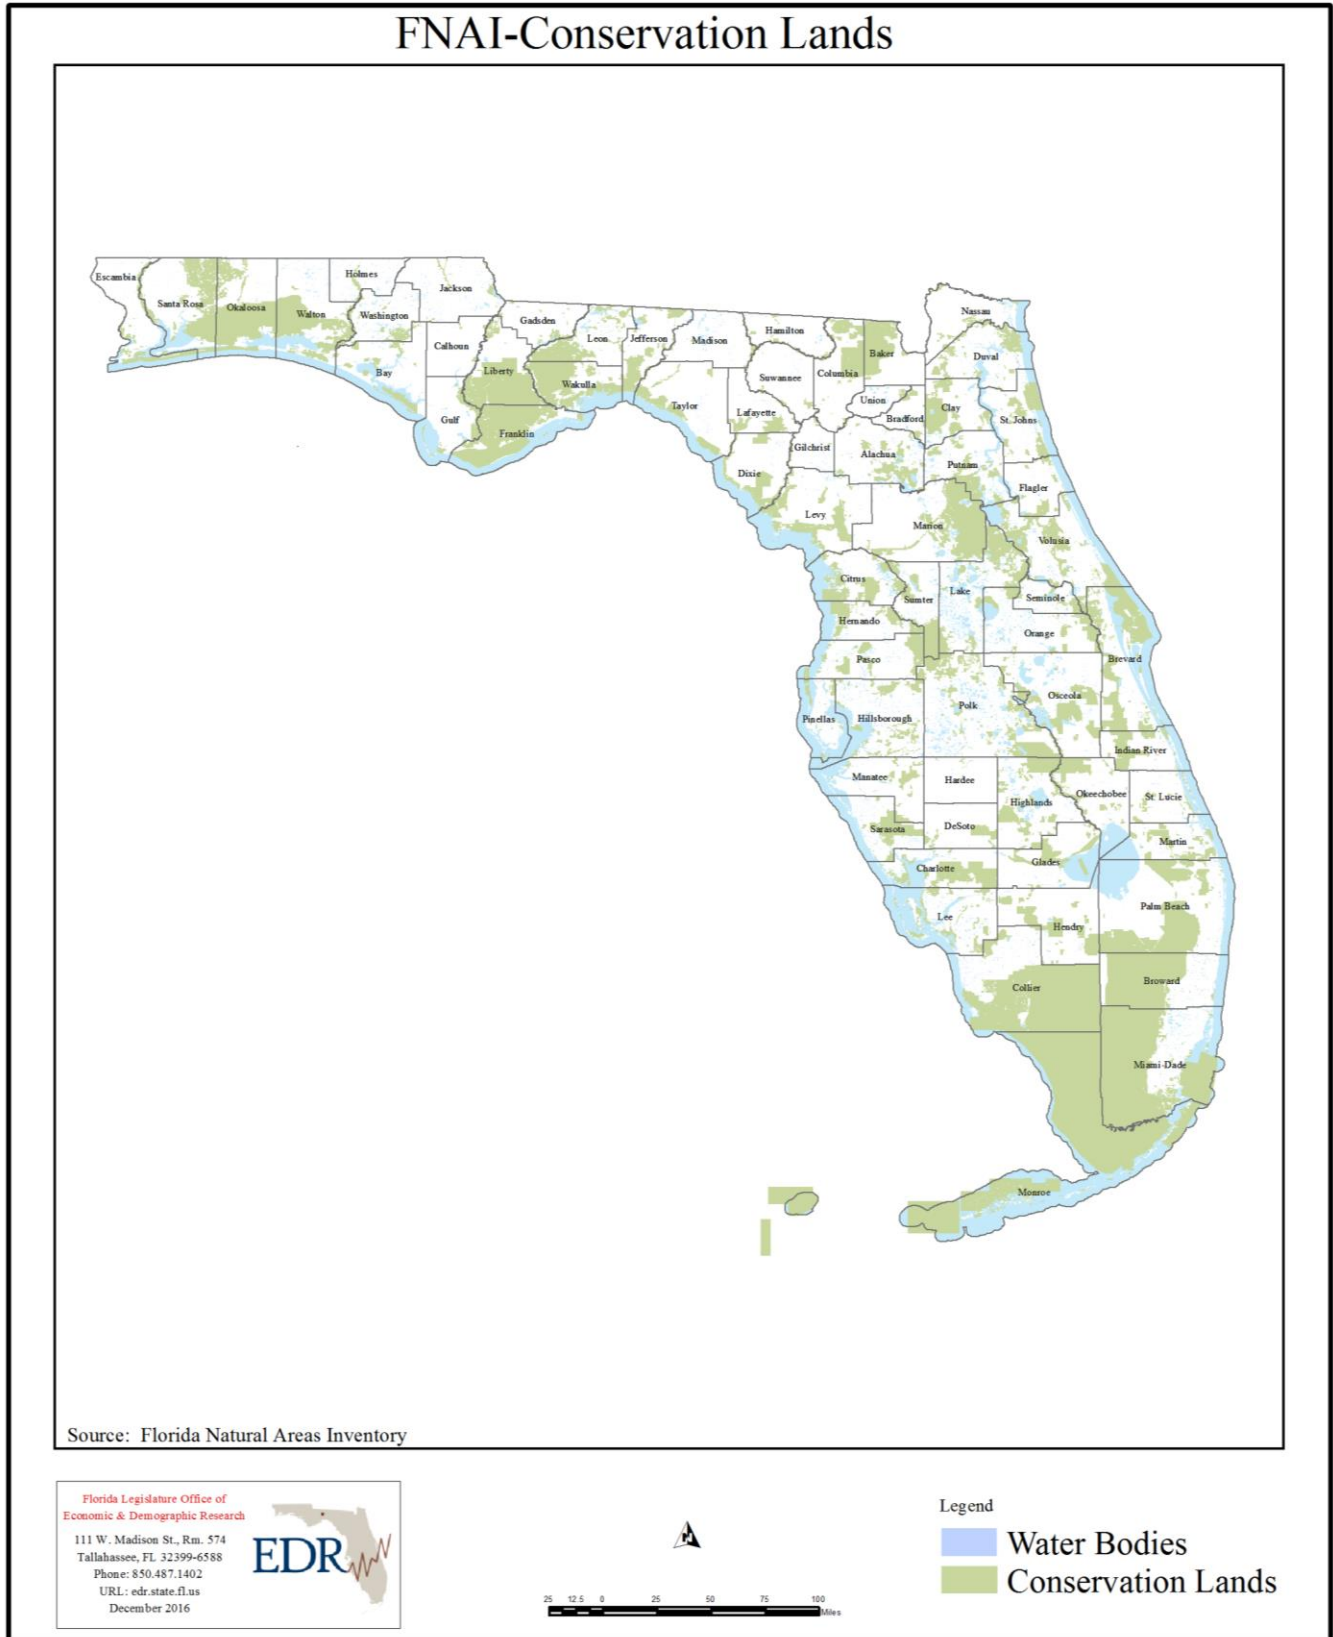 FNAI-Conservation Lands
Escambia
Santa Rosa
Okaloosa
Walton
Holmes
Washington
Jackson
Bay
Calhoun
Gulf
Gadsden
Liberty
Franklin
Leon
Wakulla
Jefferson
Madison
Taylor
Hamilton
Suwannee
Lafayette
Dixie
Columbia
Gilchrist
Baker
Union
Bradford
Alachua
Levy
Nassau
Duval
Clay
St. Johns
Putnam
Flagler
Marion
Volusia
Citrus
Sumter
Lake
Seminole
Hernando
Orange
Pasco
Brevard
Pinellas
Hillsborough
Polk
Osceola
Indian River
Manatee
Hardee
Highlands
Okeechobee
St. Lucie
Sarasota
DeSoto
Martin
Charlotte
Glades
Lee
Hendry
Palm Beach
Collier
Broward
Miami-Dade
Monroe
Source: Florida Natural Areas Inventory
Florida Legislature Office of
Economic & Demographic Research
111 W. Madison St., Rm. 574
Tallahassee, FL 32399-6588
Phone: 850.487.1402
URL: edr.state.fl.us
December 2016
EDR
25 12.5 0 25 50 75 100
Miles
Legend
Water Bodies
Conservation Lands